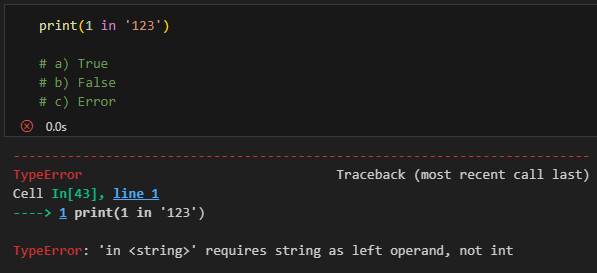 print(1 in '123')
# a) True
# b) False
# c) Error
0.0s
---------------------------------------------------------------------------
TypeError                                 Traceback (most recent call last)
Cell In[43], line 1
----> 1 print(1 in '123')
TypeError: 'in <string>' requires string as left operand, not int